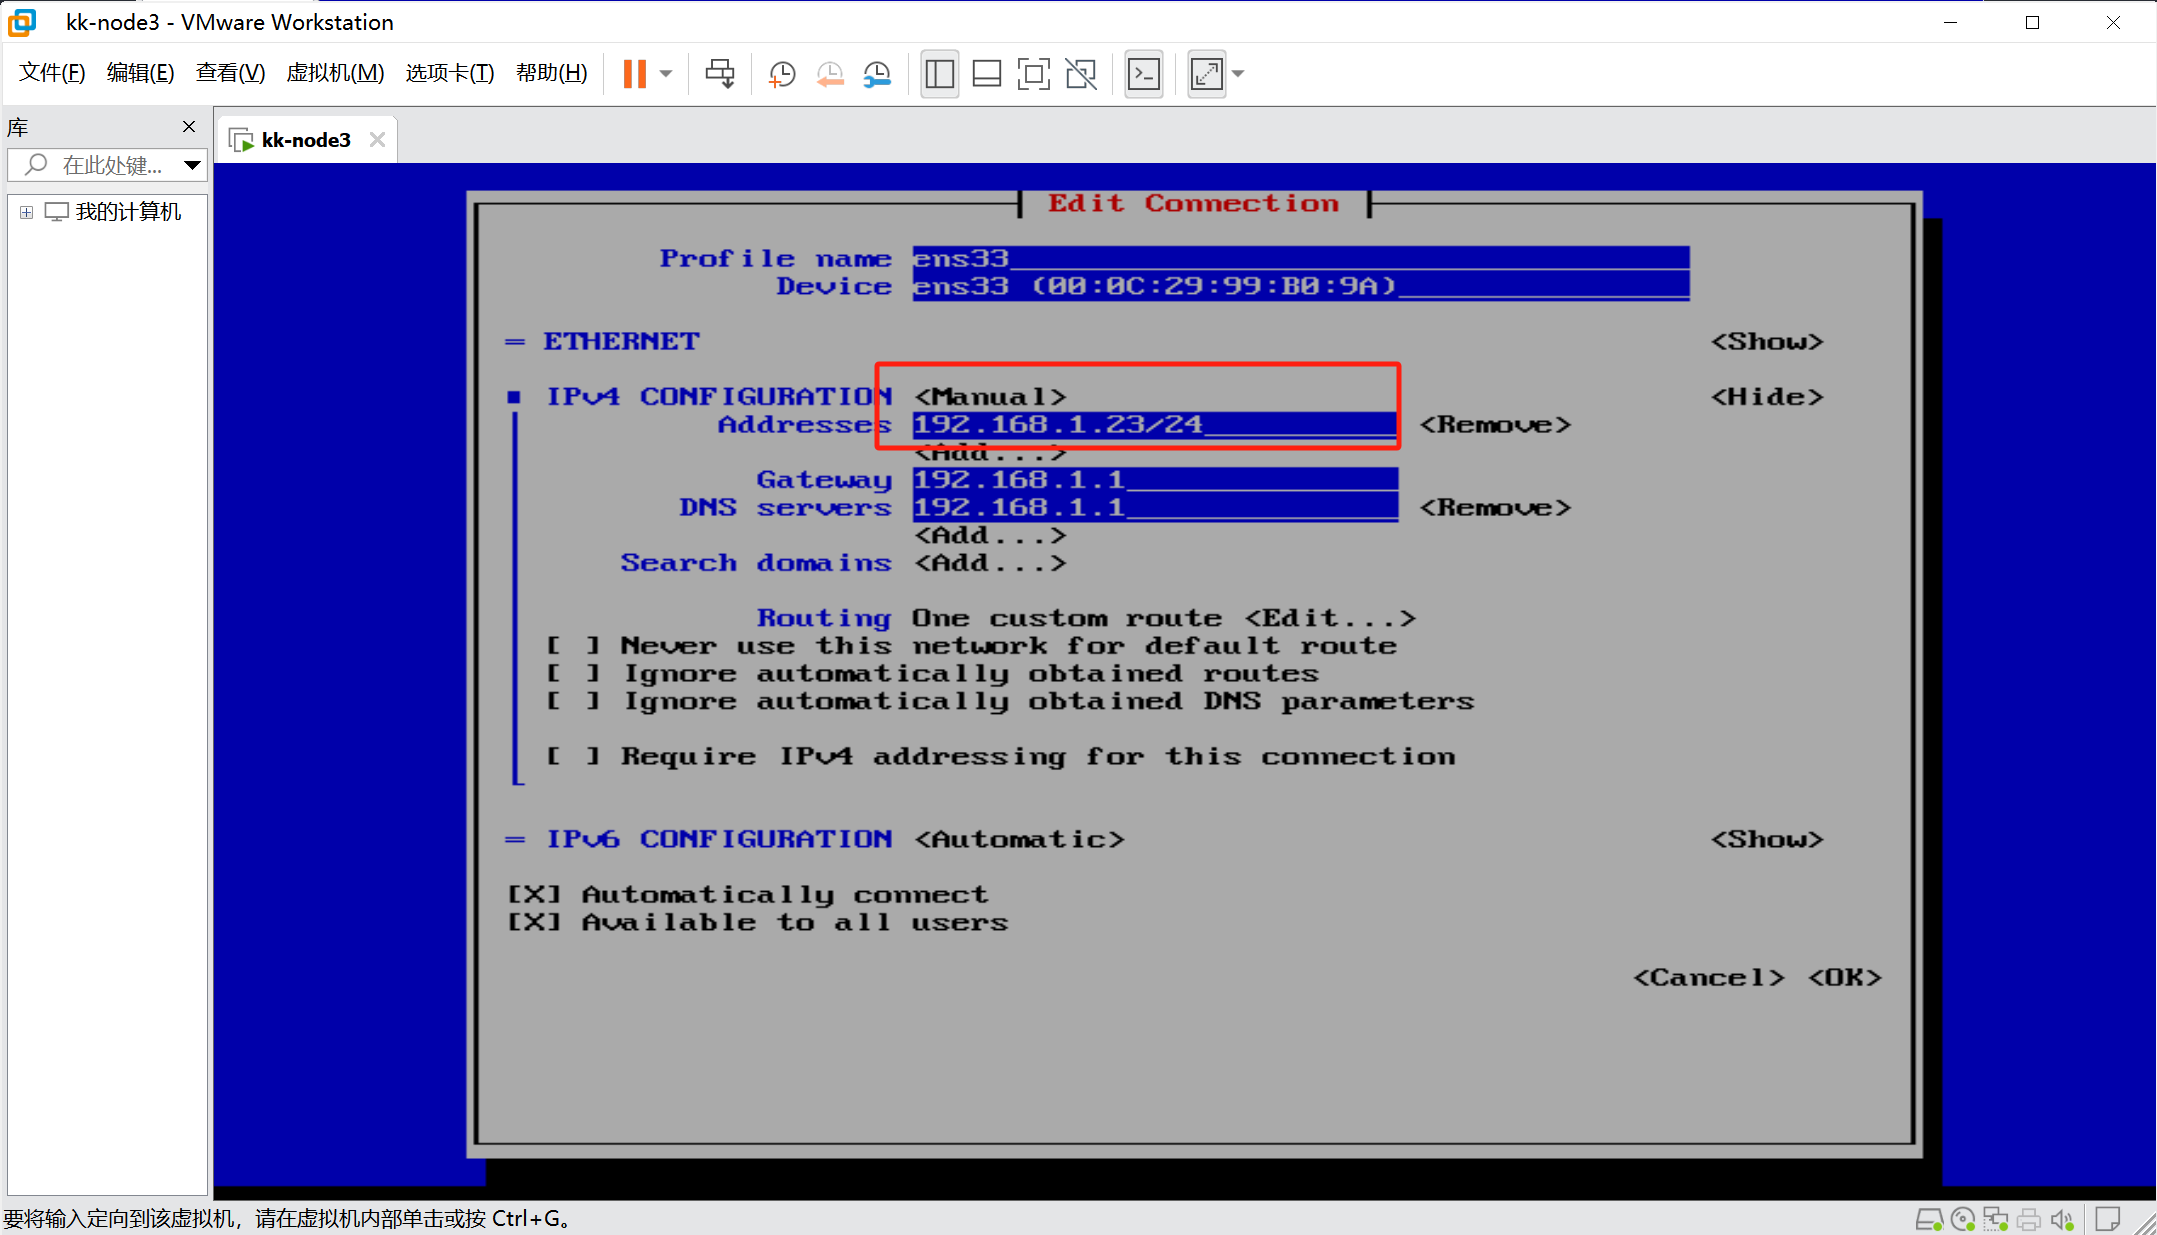 kk-node3 - VMware Workstation
文件(F) 编辑(E) 查看(V) 虚拟机(M) 选项卡(T) 帮助(H)
库
kk-node3
在此处键...
我的计算机
Edit Connection
Profile name ens33
Device ens33 (00:0C:29:99:B0:9A)
= ETHERNET <Show>
IPv4 CONFIGURATION <Manual> <Hide>
Addresses 192.168.1.23/24 <Remove>
<Add...>
Gateway 192.168.1.1
DNS servers 192.168.1.1 <Remove>
<Add...>
Search domains <Add...>
Routing One custom route <Edit...>
[ ] Never use this network for default route
[ ] Ignore automatically obtained routes
[ ] Ignore automatically obtained DNS parameters
[ ] Require IPv4 addressing for this connection
= IPv6 CONFIGURATION <Automatic> <Show>
[X] Automatically connect
[X] Available to all users
<Cancel> <OK>
要将输入定向到该虚拟机，请在虚拟机内部单击或按 Ctrl+G。